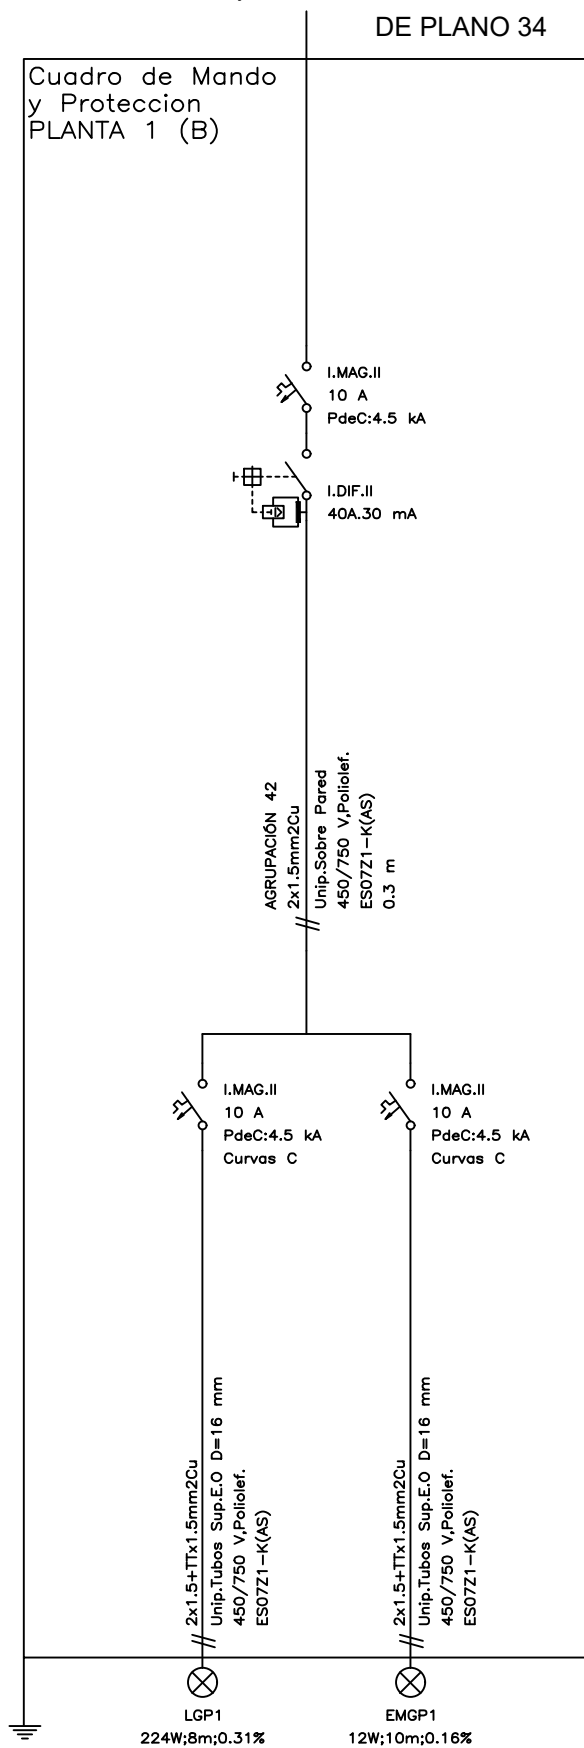 DE PLANO 34
Cuadro de Mando
y Proteccion
PLANTA 1 (B)
I.MAG.II
10 A
PdeC:4.5 kA
I.DIF.II
40A.30 mA
AGRUPACIÓN 42
2x1.5mm2Cu
Unip.Sobre Pared
450/750 V,Poliolef.
ES07Z1-K(AS)
0.3 m
I.MAG.II
10 A
PdeC:4.5 kA
Curvas C
I.MAG.II
10 A
PdeC:4.5 kA
Curvas C
2x1.5+TTx1.5mm2Cu
Unip.Tubos Sup.E.O D=16 mm
450/750 V,Poliolef.
ES07Z1-K(AS)
2x1.5+TTx1.5mm2Cu
Unip.Tubos Sup.E.O D=16 mm
450/750 V,Poliolef.
ES07Z1-K(AS)
LGP1
224W;8m;0.31%
EMGP1
12W;10m;0.16%